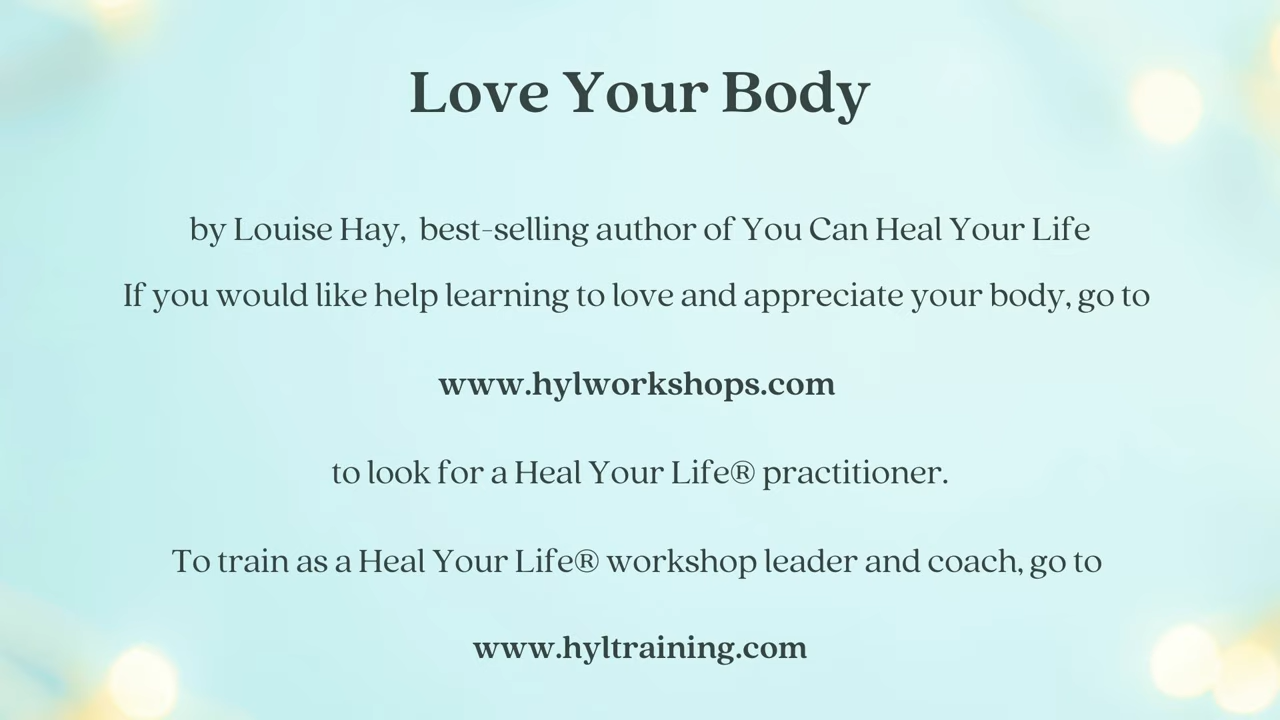 Love Your Body
by Louise Hay,  best-selling author of You Can Heal Your Life
If you would like help learning to love and appreciate your body, go to
www.hylworkshops.com
to look for a Heal Your Life® practitioner.
To train as a Heal Your Life® workshop leader and coach, go to
www.hyltraining.com